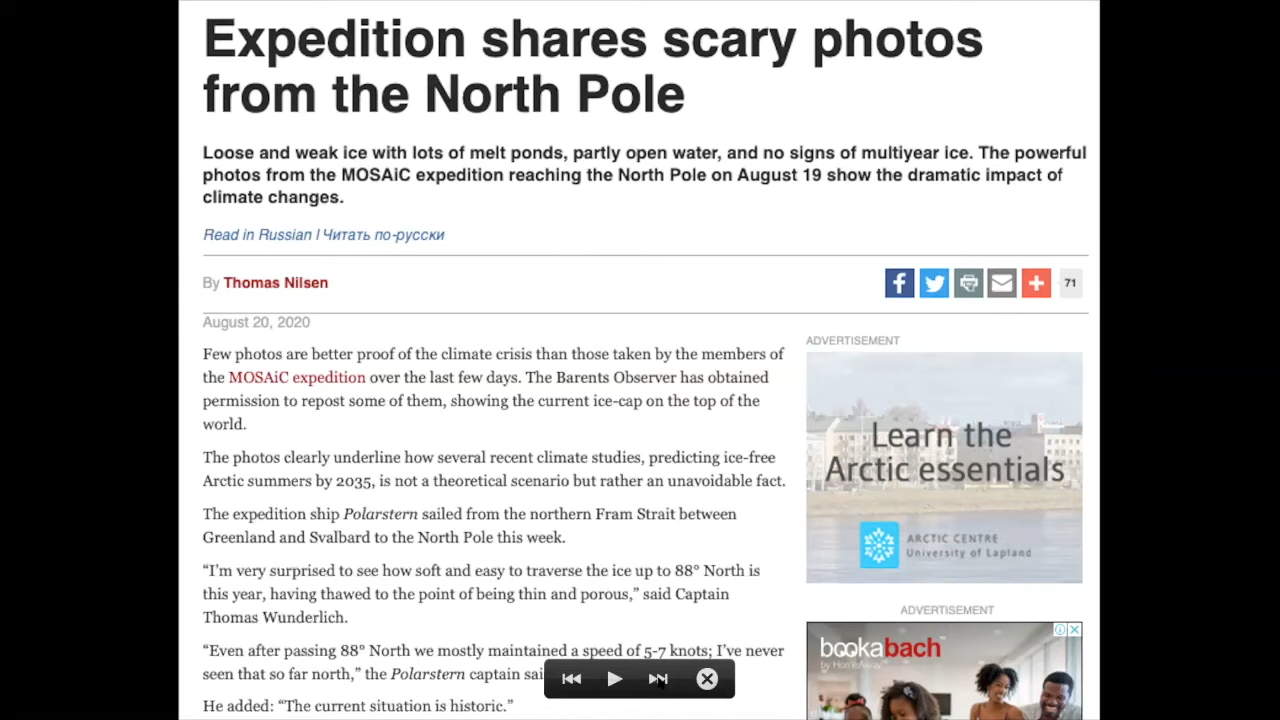 Expedition shares scary photos
from the North Pole
Loose and weak ice with lots of melt ponds, partly open water, and no signs of multiyear ice. The powerful
photos from the MOSAiC expedition reaching the North Pole on August 19 show the dramatic impact of
climate changes.
Read in Russian I Читать по-русски
By Thomas Nilsen
71
August 20, 2020
Few photos are better proof of the climate crisis than those taken by the members of
the MOSAiC expedition over the last few days. The Barents Observer has obtained
permission to repost some of them, showing the current ice-cap on the top of the
world.
The photos clearly underline how several recent climate studies, predicting ice-free
Arctic summers by 2035, is not a theoretical scenario but rather an unavoidable fact.
The expedition ship Polarstern sailed from the northern Fram Strait between
Greenland and Svalbard to the North Pole this week.
“I’m very surprised to see how soft and easy to traverse the ice up to 88° North is
this year, having thawed to the point of being thin and porous,” said Captain
Thomas Wunderlich.
“Even after passing 88° North we mostly maintained a speed of 5-7 knots; I’ve never
seen that so far north,” the Polarstern captain sai
He added: “The current situation is historic.”
ADVERTISEMENT
Learn the
Arctic essentials
ARCTIC CENTRE
University of Lapland
ADVERTISEMENT
bookabach
by HomeAway